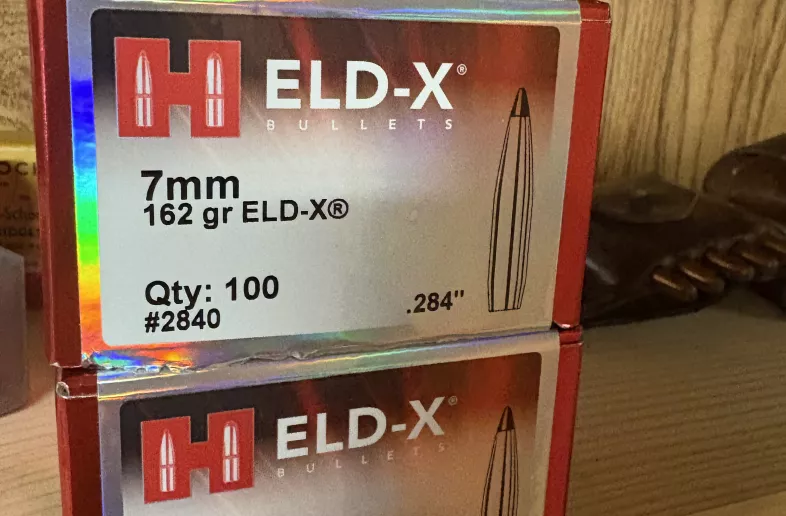 ELD-X®
BULLETS
7mm
162 gr ELD-X®
Qty: 100
#2840
.284"
ELD-X®
BULLETS